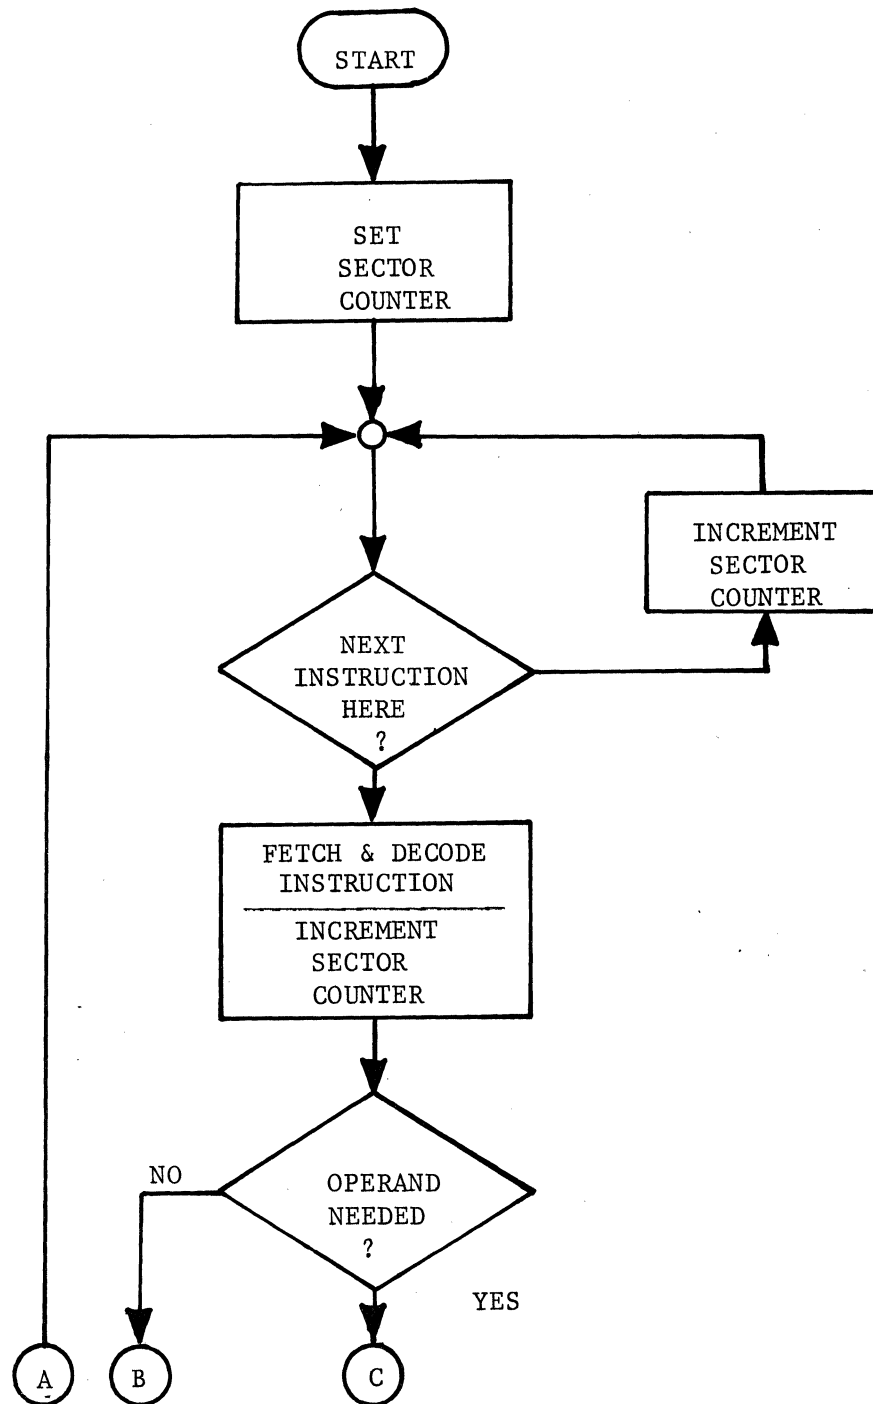 START
SET
SECTOR
COUNTER
INCREMENT
SECTOR
COUNTER
NEXT
INSTRUCTION
HERE
?
FETCH & DECODE
INSTRUCTION
INCREMENT
SECTOR
COUNTER
NO
OPERAND
NEEDED
?
YES
A
B
C